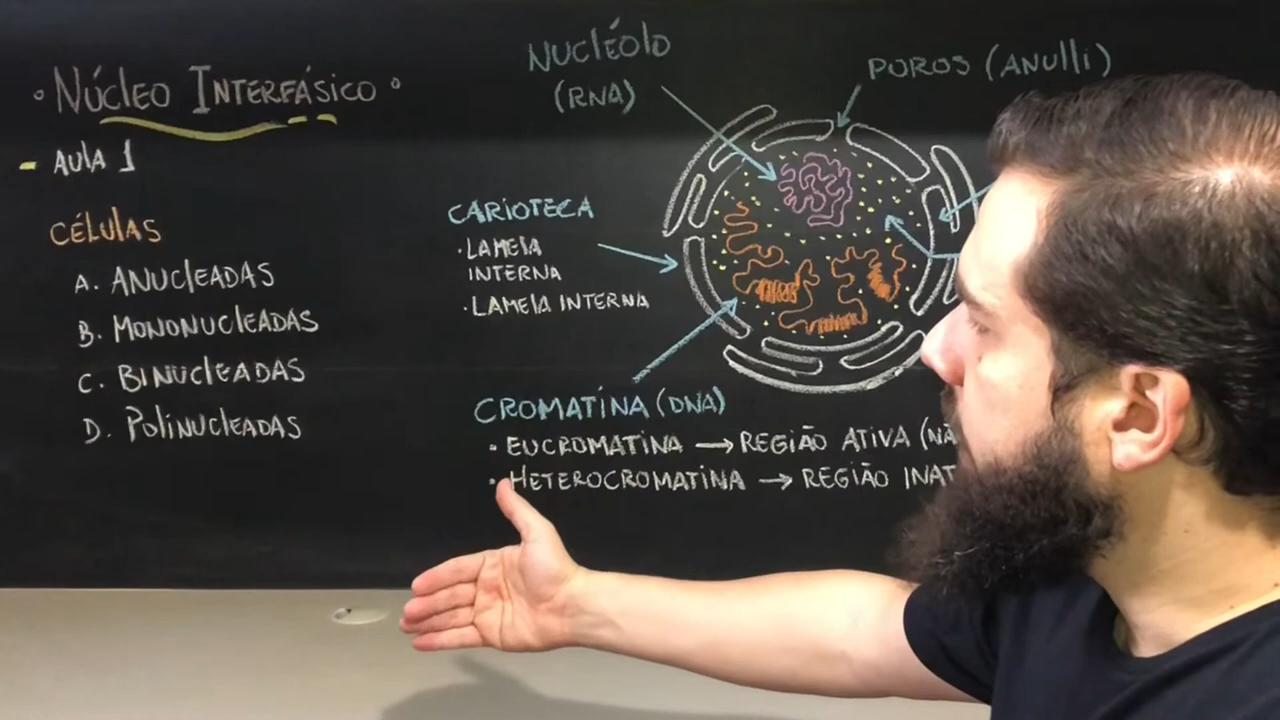 Núcleo Interfásico
- AULA 1
CÉLULAS
A. ANUCLEADAS
B. MONONUCLEADAS
C. BINUCLEADAS
D. POLINUCLEADAS
NUCLÉOLO
(RNA)
POROS (ANULLI)
CARIOTECA
· LAMELA
INTERNA
· LAMELA INTERNA
CROMATINA (DNA)
· EUCROMATINA → REGIÃO ATIVA
· HETEROCROMATINA → REGIÃO